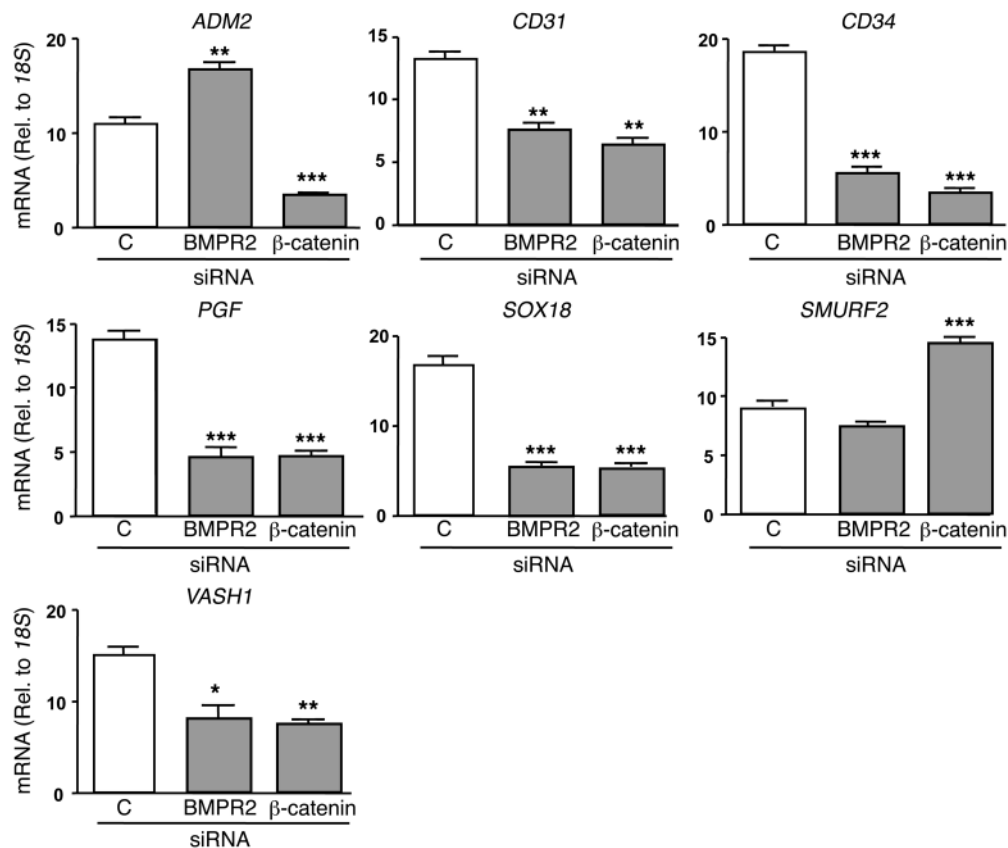 ADM2
CD31
CD34
mRNA (Rel. to 18S)
20
10
0
**
***
C BMPR2 β-catenin
siRNA
15
10
5
0
**
**
C BMPR2 β-catenin
siRNA
20
10
0
***
***
C BMPR2 β-catenin
siRNA
PGF
SOX18
SMURF2
mRNA (Rel. to 18S)
15
10
5
0
***
***
C BMPR2 β-catenin
siRNA
20
10
0
***
***
C BMPR2 β-catenin
siRNA
15
10
5
0
***
C BMPR2 β-catenin
siRNA
VASH1
mRNA (Rel. to 18S)
20
10
0
*
**
C BMPR2 β-catenin
siRNA